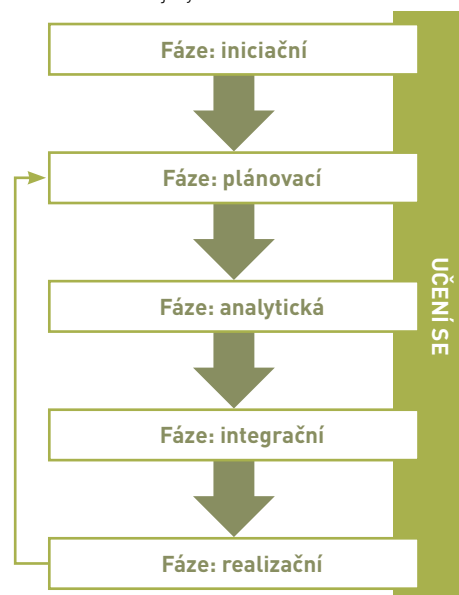 Fáze: iniciační
Fáze: plánovací
Fáze: analytická
UČENÍ SE
Fáze: integrační
Fáze: realizační